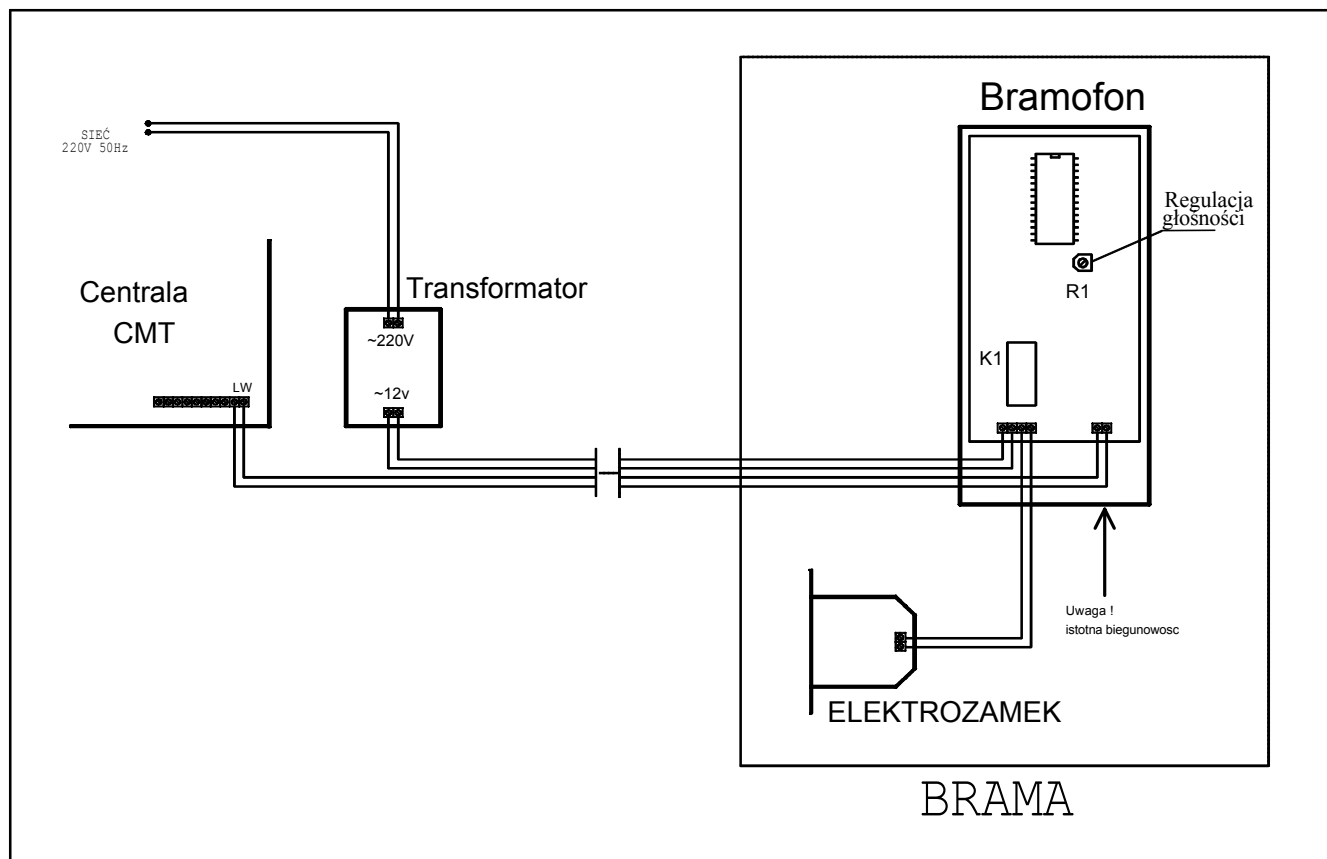 Bramofon
SIEĆ
220V 50Hz
Regulacja
głośności
Centrala
CMT
Transformator
R1
~220V
K1
LW
~12v
Uwaga !
istotna biegunowosc
ELEKTROZAMEK
BRAMA